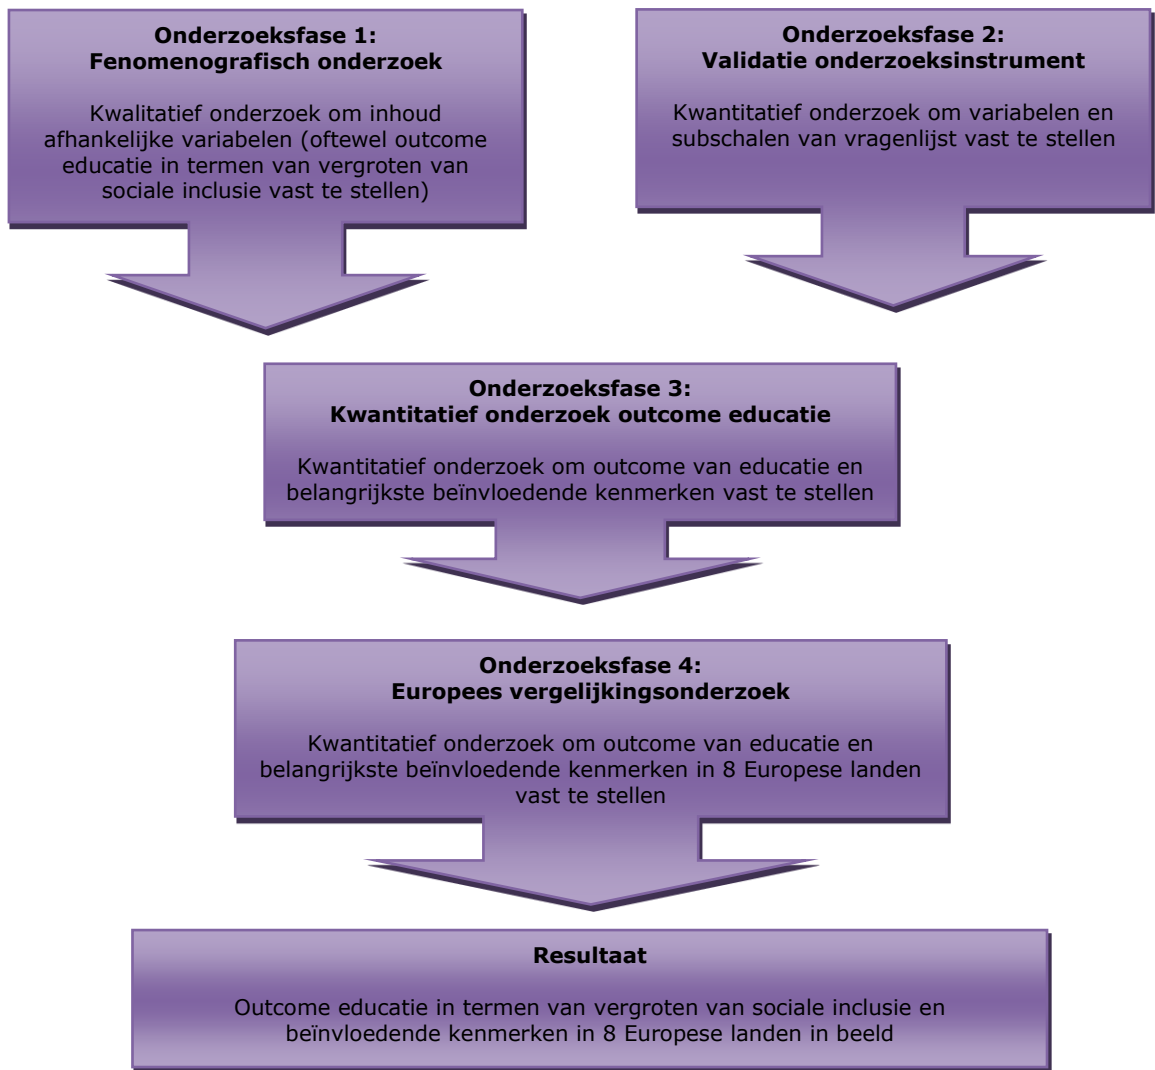 Onderzoeksfase 1:
Fenomenografisch onderzoek
Kwalitatief onderzoek om inhoud
afhankelijke variabelen (oftewel outcome
educatie in termen van vergroten van
sociale inclusie vast te stellen)
Onderzoeksfase 2:
Validatie onderzoeksinstrument
Kwantitatief onderzoek om variabelen en
subschalen van vragenlijst vast te stellen
Onderzoeksfase 3:
Kwantitatief onderzoek outcome educatie
Kwantitatief onderzoek om outcome van educatie en
belangrijkste beïnvloedende kenmerken vast te stellen
Onderzoeksfase 4:
Europees vergelijkingsonderzoek
Kwantitatief onderzoek om outcome van educatie en
belangrijkste beïnvloedende kenmerken in 8 Europese landen
vast te stellen
Resultaat
Outcome educatie in termen van vergroten van sociale inclusie en
beïnvloedende kenmerken in 8 Europese landen in beeld